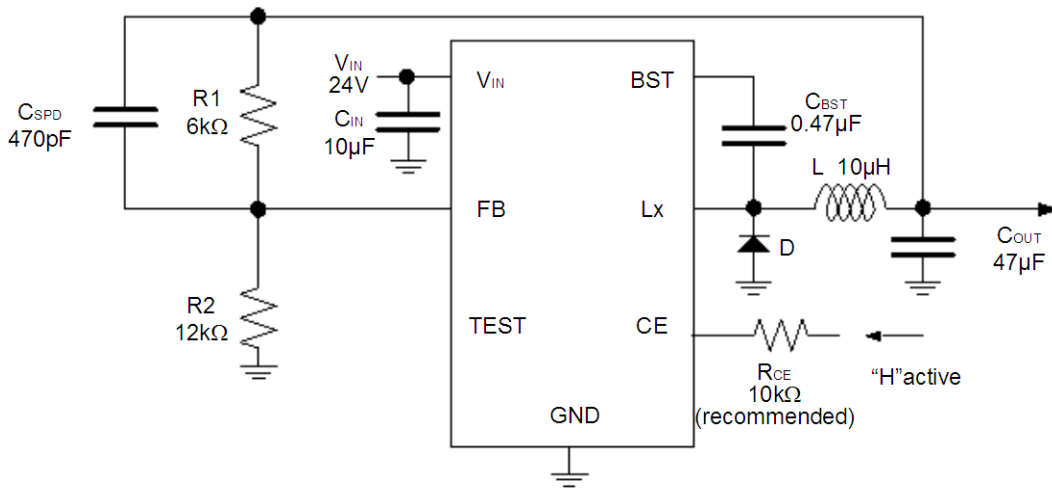 VIN
24V
VIN
BST
CSPD
470pF
R1
6kΩ
CIN
10µF
CBST
0.47µF
L 10µH
FB
Lx
D
COUT
47µF
R2
12kΩ
TEST
CE
RCE
10kΩ
(recommended)
“H”active
GND